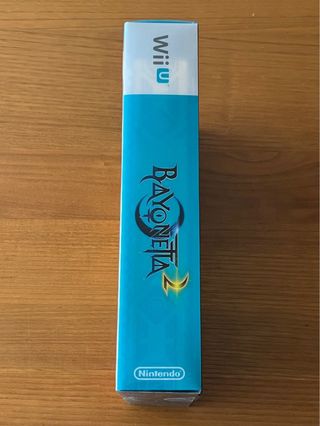 Wii U
BAYONETTA 2
Nintendo